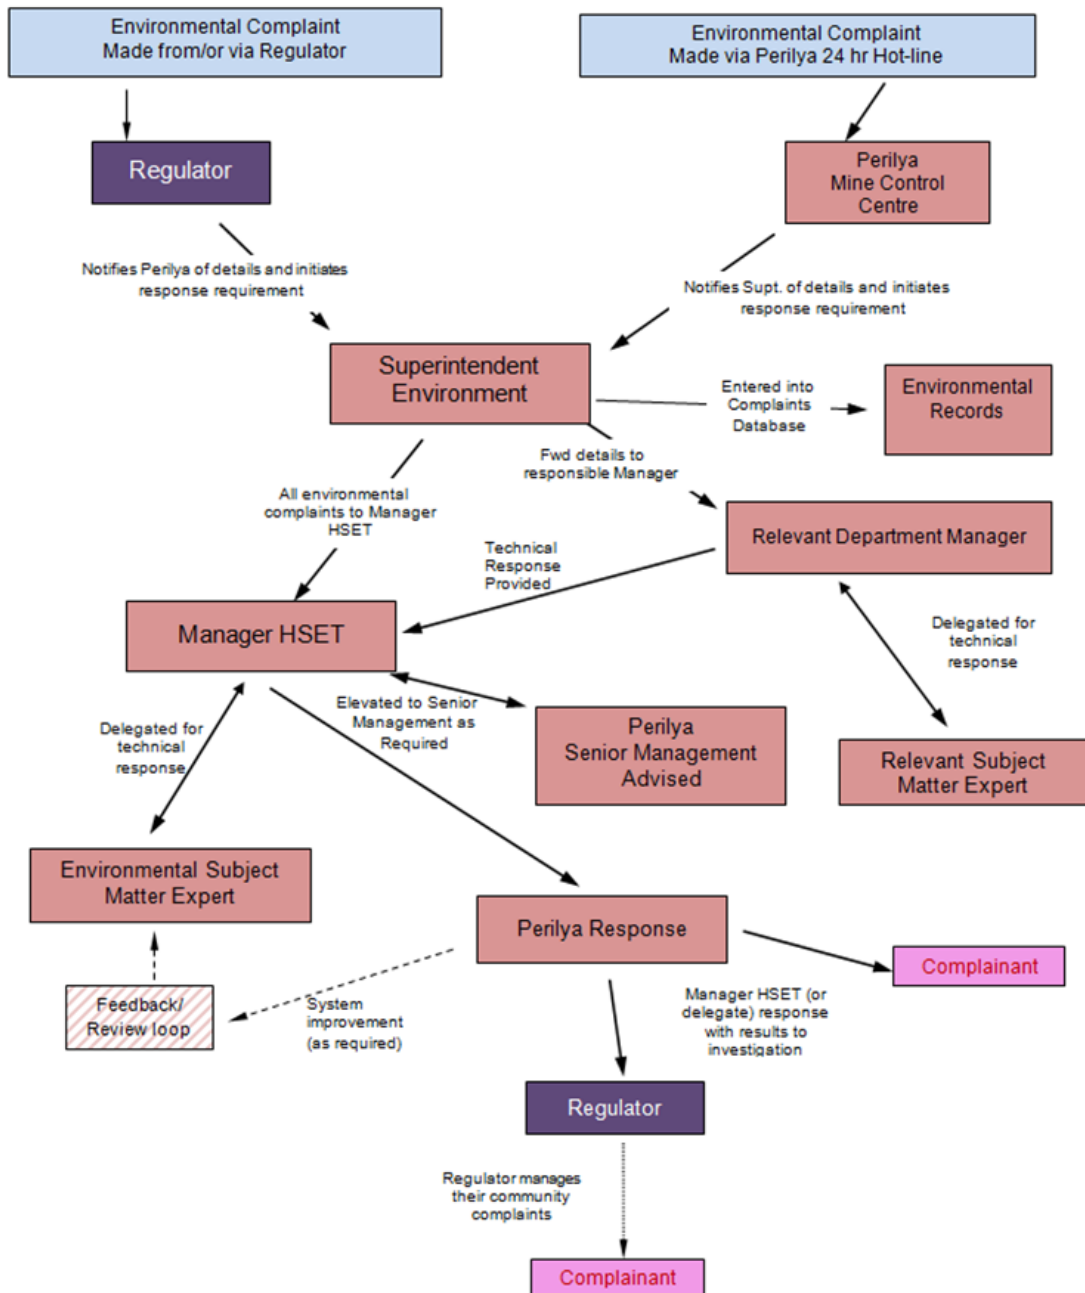 Environmental Complaint
Made from/or via Regulator
Environmental Complaint
Made via Perilya 24 hr Hot-line
Regulator
Perilya
Mine Control
Centre
Notifies Perilya of details and initiates
response requirement
Notifies Supt. of details and initiates
response requirement
Superintendent
Environment
Entered into
Complaints
Database
Environmental
Records
Fwd details to
responsible Manager
All environmental
complaints to Manager
HSET
Technical
Response
Provided
Relevant Department Manager
Manager HSET
Delegated for
technical
response
Elevated to Senior
Management as
Required
Delegated for
technical
response
Perilya
Senior Management
Advised
Relevant Subject
Matter Expert
Environmental Subject
Matter Expert
Perilya Response
Complainant
Feedback/
Review loop
System
improvement
(as required)
Manager HSET (or
delegate) response
with results to
investigation
Regulator
Regulator manages
their community
complaints
Complainant